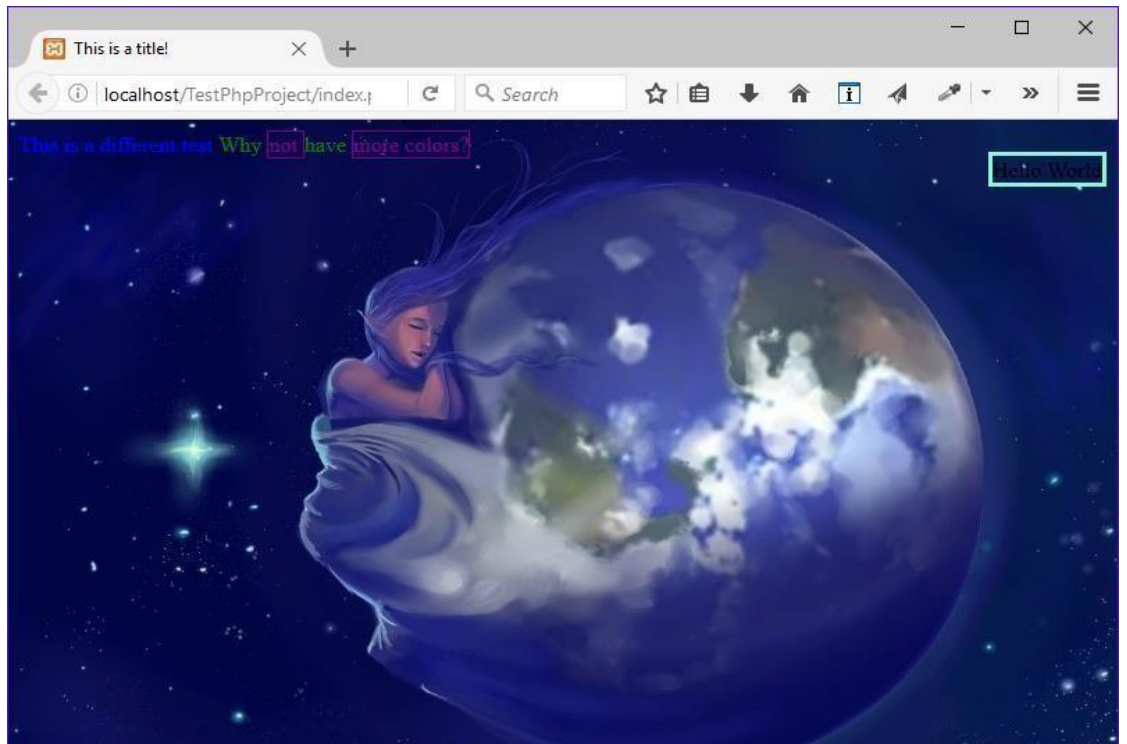 This is a title!
localhost/TestPhpProject/index.p
Search
This is a different test Why not have more colors?
Hello World